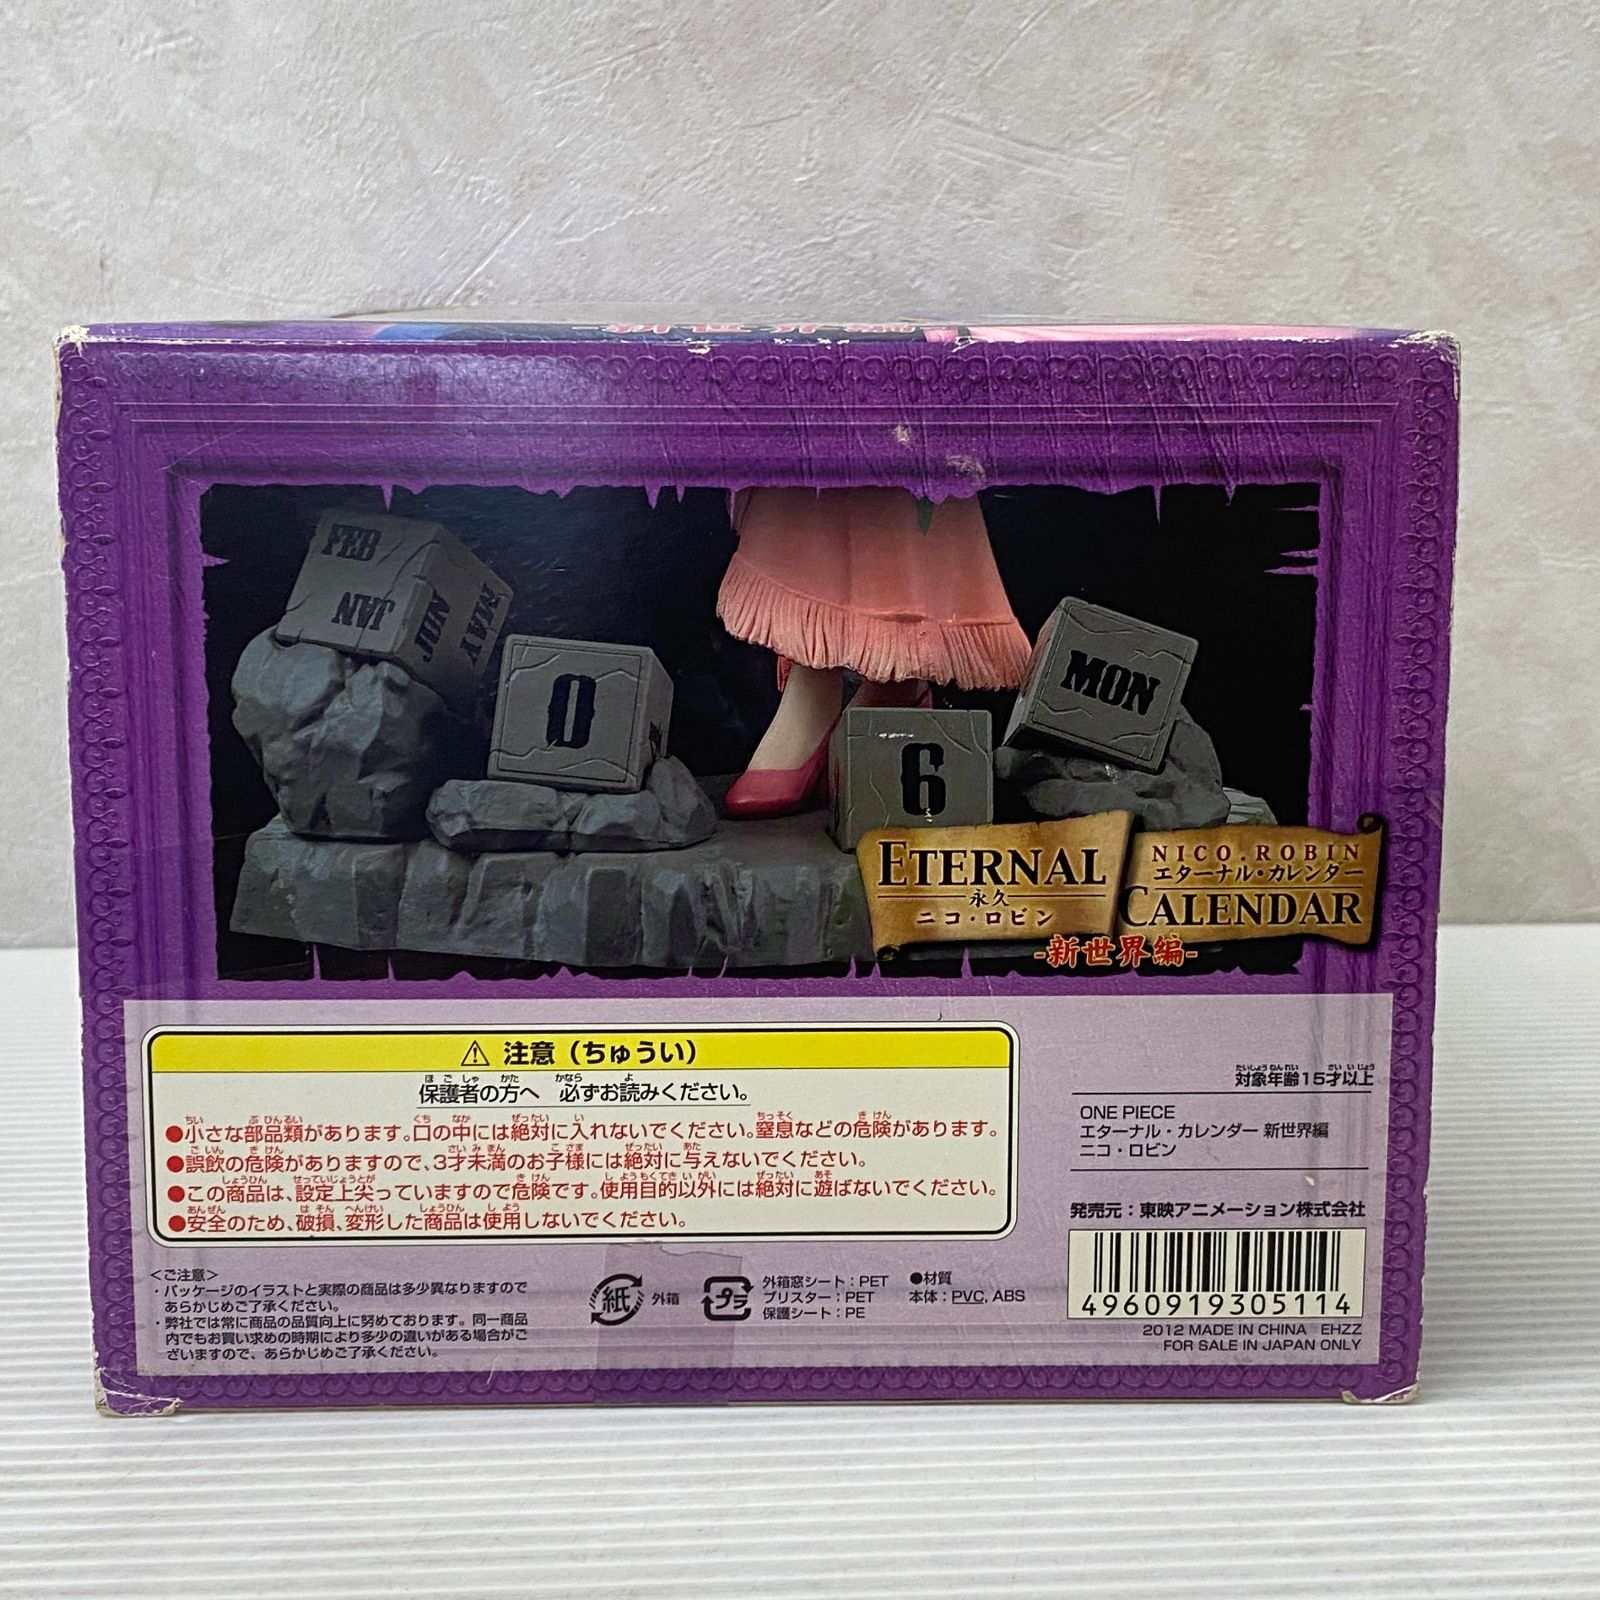 FEB
JAN
JUL
MAY
0
6
MON
ETERNAL
永久
ニコ・ロビン
NICO.ROBIN
エターナル・カレンダー
CALENDAR
-新世界編-
⚠ 注意（ちゅうい）
保護者の方へ 必ずお読みください。
●小さな部品類があります。口の中には絶対に入れないでください。窒息などの危険があります。
●誤飲の危険がありますので、3才未満のお子様には絶対に与えないでください。
●この商品は、設定上尖っていますので危険です。使用目的以外には絶対に遊ばないでください。
●安全のため、破損、変形した商品は使用しないでください。
<ご注意>
・パッケージのイラストと実際の商品は多少異なりますので
あらかじめご了承ください。
・弊社では常に商品の品質向上に努めております。同一商品
内でもお買い求めの時期により多少の違いがある場合がご
ざいますので、あらかじめご了承ください。
紙 外箱
プラ
外箱窓シート：PET
ブリスター：PET
保護シート：PE
●材質
本体：PVC, ABS
対象年齢15才以上
ONE PIECE
エターナル・カレンダー 新世界編
ニコ・ロビン
発売元：東映アニメーション株式会社
4960919305114
2012 MADE IN CHINA EHZZ
FOR SALE IN JAPAN ONLY